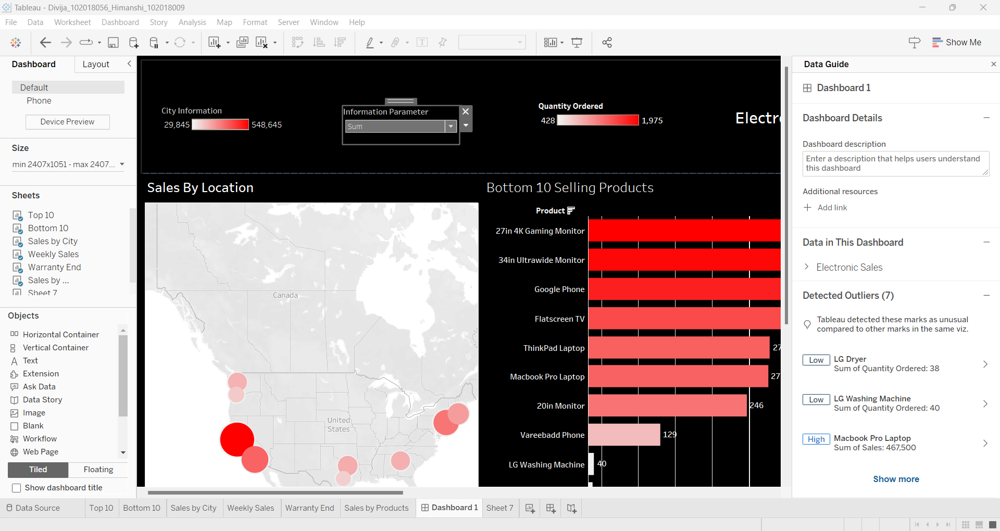 Tableau - Divija_102018056_Himanshi_102018009
File Data Worksheet Dashboard Story Analysis Map Format Server Window Help
Show Me
Dashboard
Layout
Default
Phone
Device Preview
Size
min 2407x1051 - max 2407...
Sheets
Top 10
Bottom 10
Sales by City
Weekly Sales
Warranty End
Sales by ...
Sheet 7
Objects
Horizontal Container
Vertical Container
Text
Extension
Ask Data
Data Story
Image
Blank
Workflow
Web Page
Tiled
Floating
Show dashboard title
City Information
29,845
548,645
Information Parameter
Sum
Quantity Ordered
428
1,975
Electro
Sales By Location
Canada
United
States
Bottom 10 Selling Products
Product
27in 4K Gaming Monitor
34in Ultrawide Monitor
Google Phone
Flatscreen TV
ThinkPad Laptop
27
Macbook Pro Laptop
27
20in Monitor
246
Vareebadd Phone
129
LG Washing Machine
40
Data Guide
Dashboard 1
Dashboard Details
Dashboard description
Enter a description that helps users understand
this dashboard
Additional resources
Add link
Data in This Dashboard
Electronic Sales
Detected Outliers (7)
Tableau detected these marks as unusual
compared to other marks in the same viz.
Low
LG Dryer
Sum of Quantity Ordered: 38
Low
LG Washing Machine
Sum of Quantity Ordered: 40
High
Macbook Pro Laptop
Sum of Sales: 467,500
Show more
Data Source
Top 10
Bottom 10
Sales by City
Weekly Sales
Warranty End
Sales by Products
Dashboard 1
Sheet 7